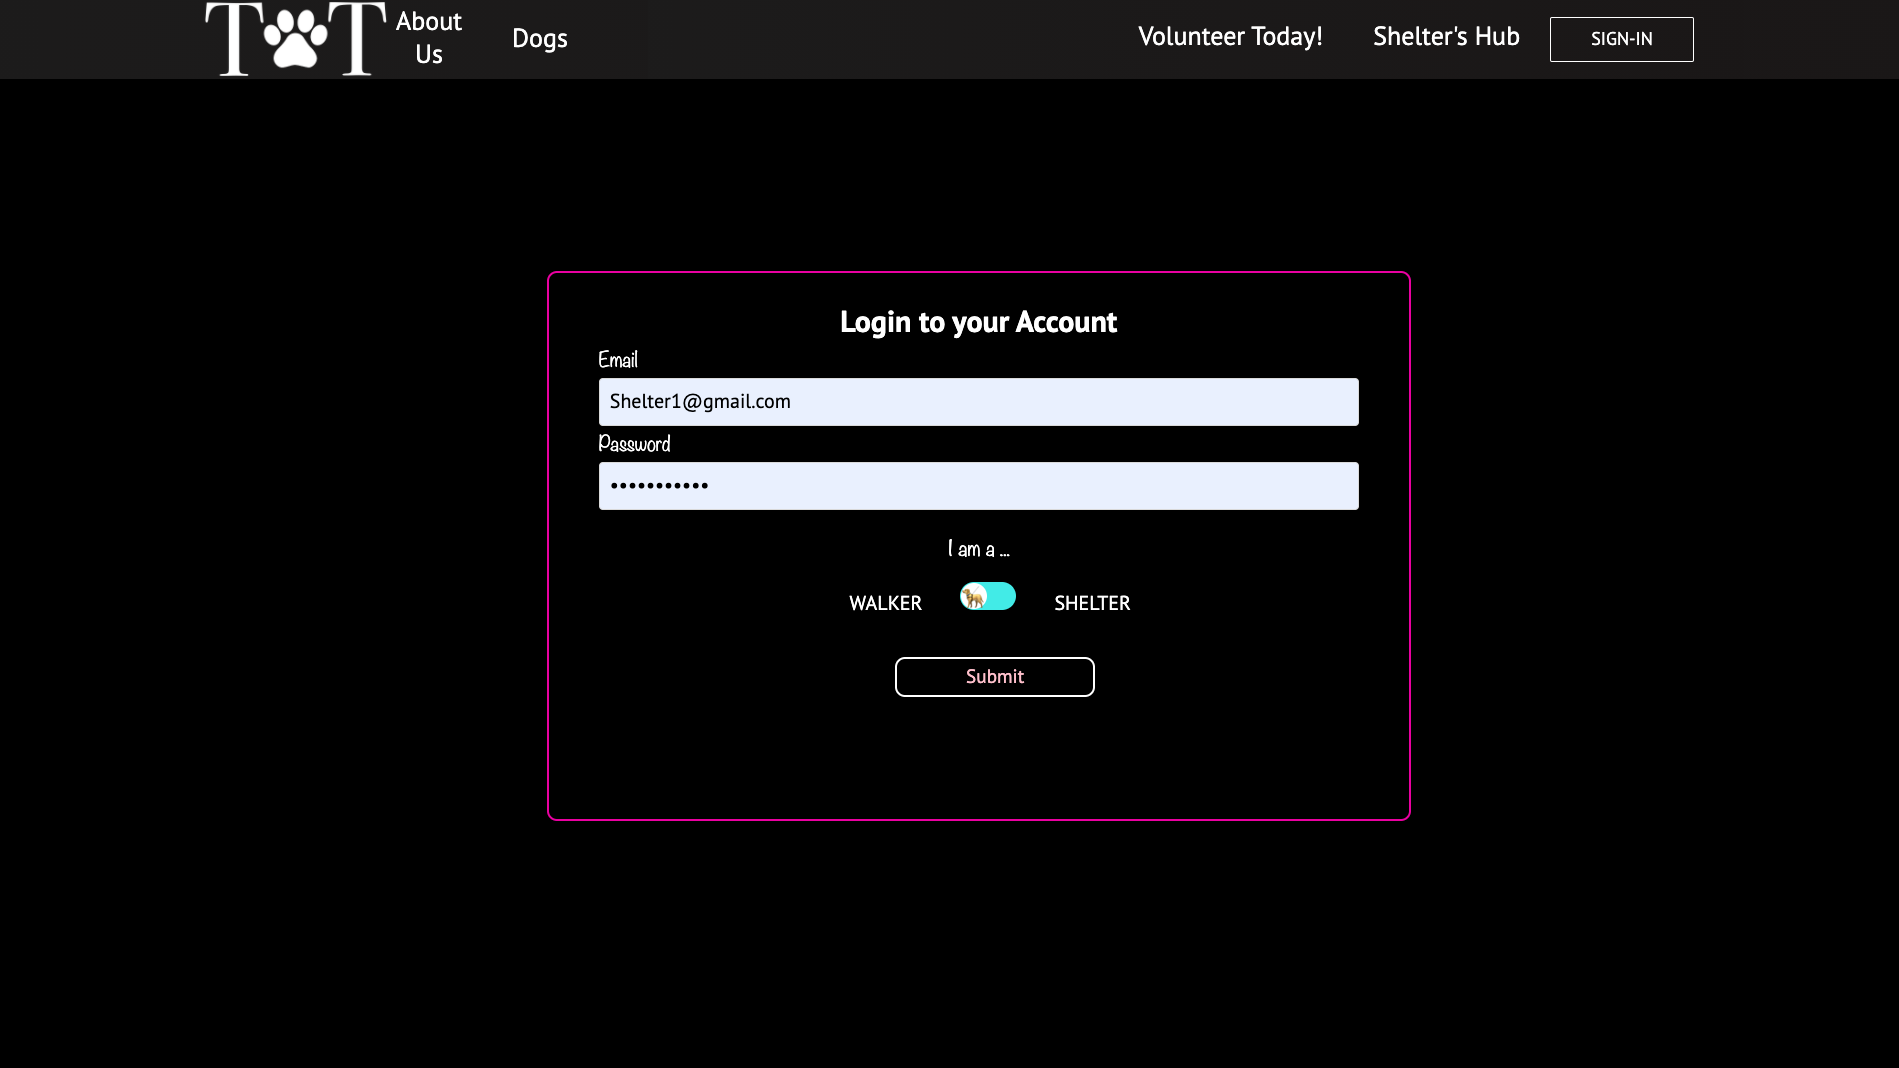 T T
About
Us
Dogs
Volunteer Today!
Shelter's Hub
SIGN-IN
Login to your Account
Email
Shelter1@gmail.com
Password
•••••••••••
I am a ...
WALKER
SHELTER
Submit